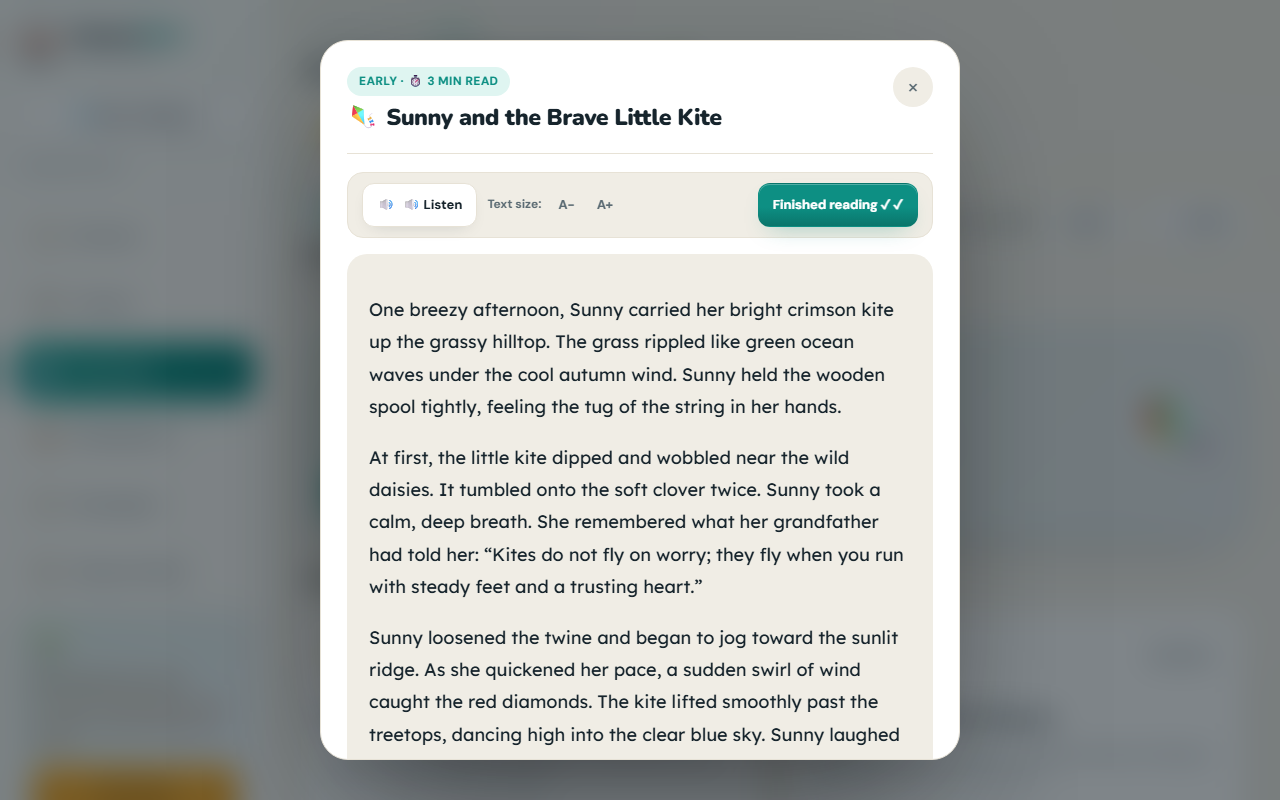 EARLY · 3 MIN READ
Sunny and the Brave Little Kite
×
Listen
Text size:
A−
A+
Finished reading ✓✓
One breezy afternoon, Sunny carried her bright crimson kite
up the grassy hilltop. The grass rippled like green ocean
waves under the cool autumn wind. Sunny held the wooden
spool tightly, feeling the tug of the string in her hands.
At first, the little kite dipped and wobbled near the wild
daisies. It tumbled onto the soft clover twice. Sunny took a
calm, deep breath. She remembered what her grandfather
had told her: “Kites do not fly on worry; they fly when you run
with steady feet and a trusting heart.”
Sunny loosened the twine and began to jog toward the sunlit
ridge. As she quickened her pace, a sudden swirl of wind
caught the red diamonds. The kite lifted smoothly past the
treetops, dancing high into the clear blue sky. Sunny laughed